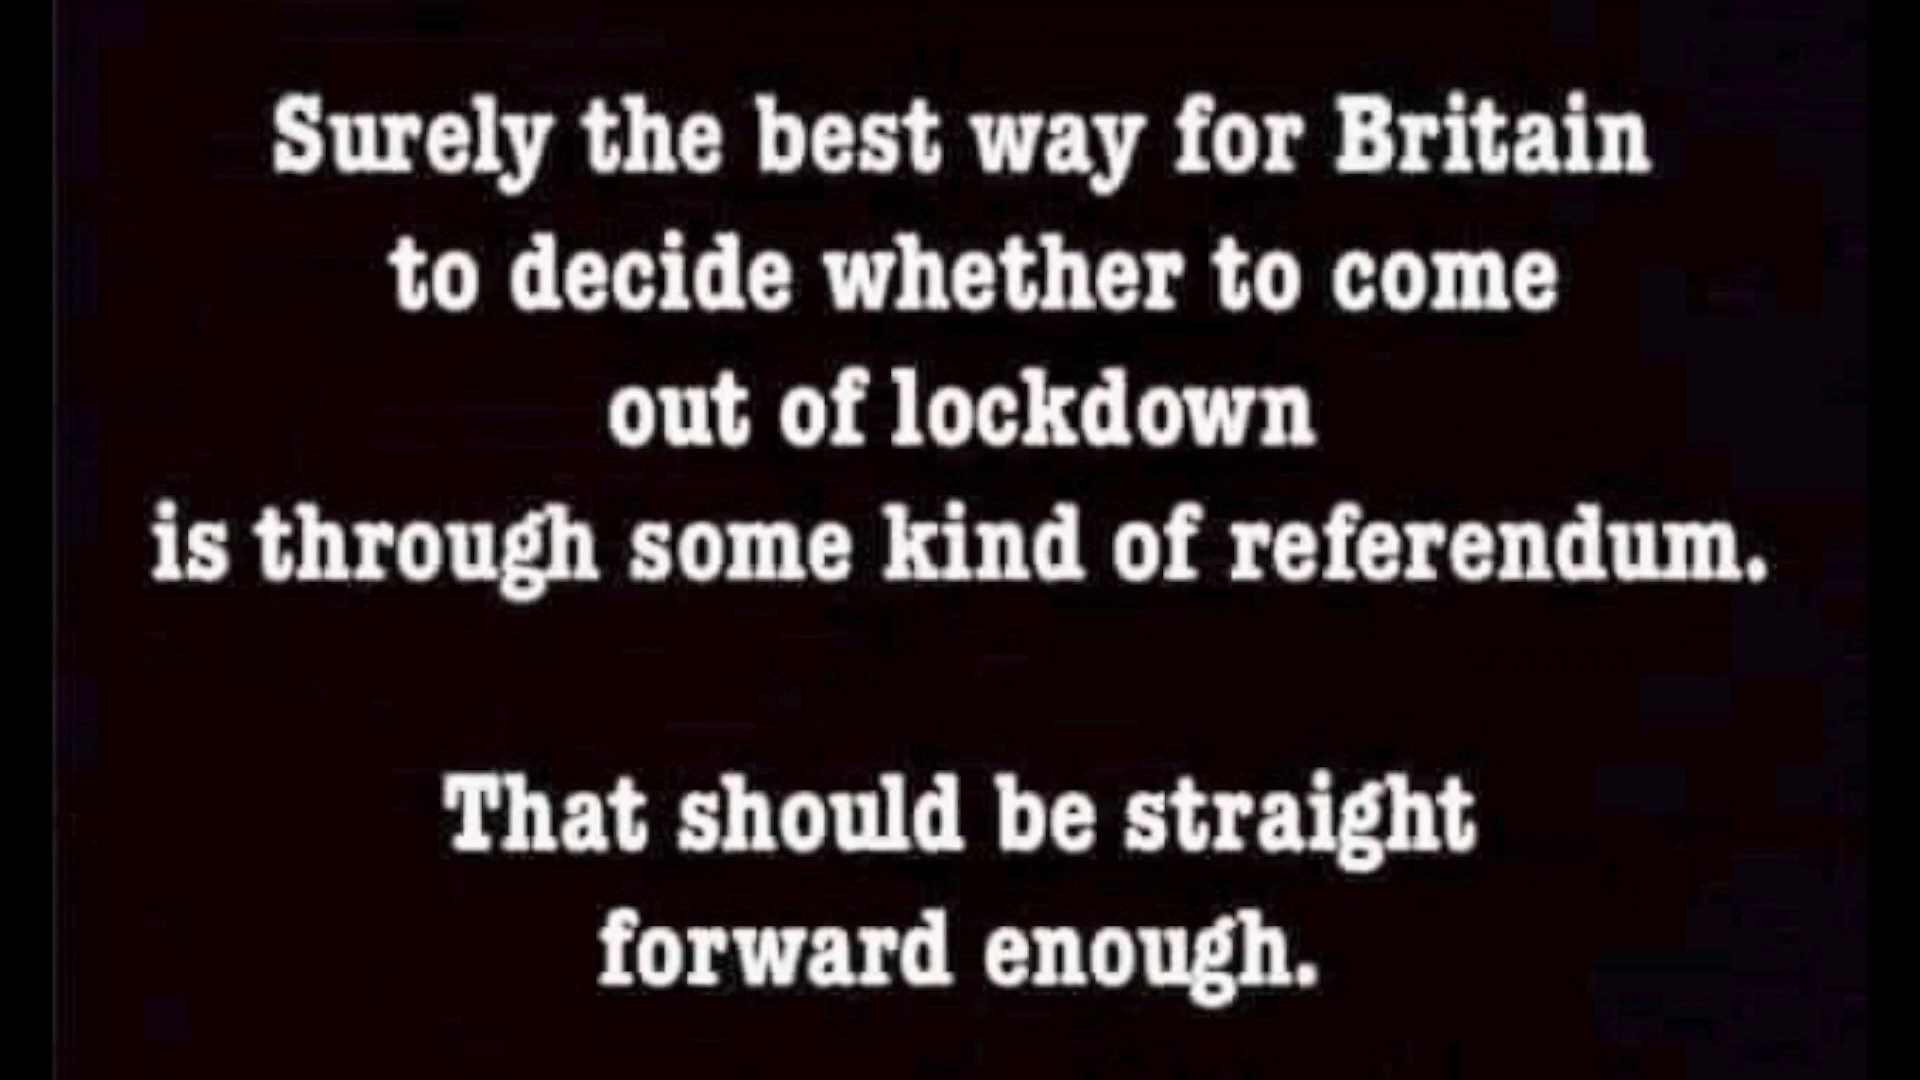 Surely the best way for Britain
to decide whether to come
out of lockdown
is through some kind of referendum.
That should be straight
forward enough.